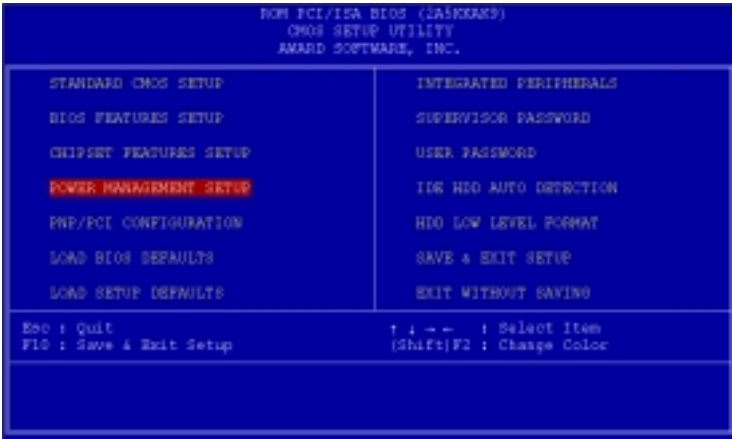 ROM PCI/ISA BIOS (2A5KKAK9)
CMOS SETUP UTILITY
AWARD SOFTWARE, INC.
STANDARD CMOS SETUP
BIOS FEATURES SETUP
CHIPSET FEATURES SETUP
POWER MANAGEMENT SETUP
PNP/PCI CONFIGURATION
LOAD BIOS DEFAULTS
LOAD SETUP DEFAULTS
INTEGRATED PERIPHERALS
SUPERVISOR PASSWORD
USER PASSWORD
IDE HDD AUTO DETECTION
HDD LOW LEVEL FORMAT
SAVE & EXIT SETUP
EXIT WITHOUT SAVING
Esc : Quit
F10 : Save & Exit Setup
↑ ↓ → ← : Select Item
(Shift)F2 : Change Color